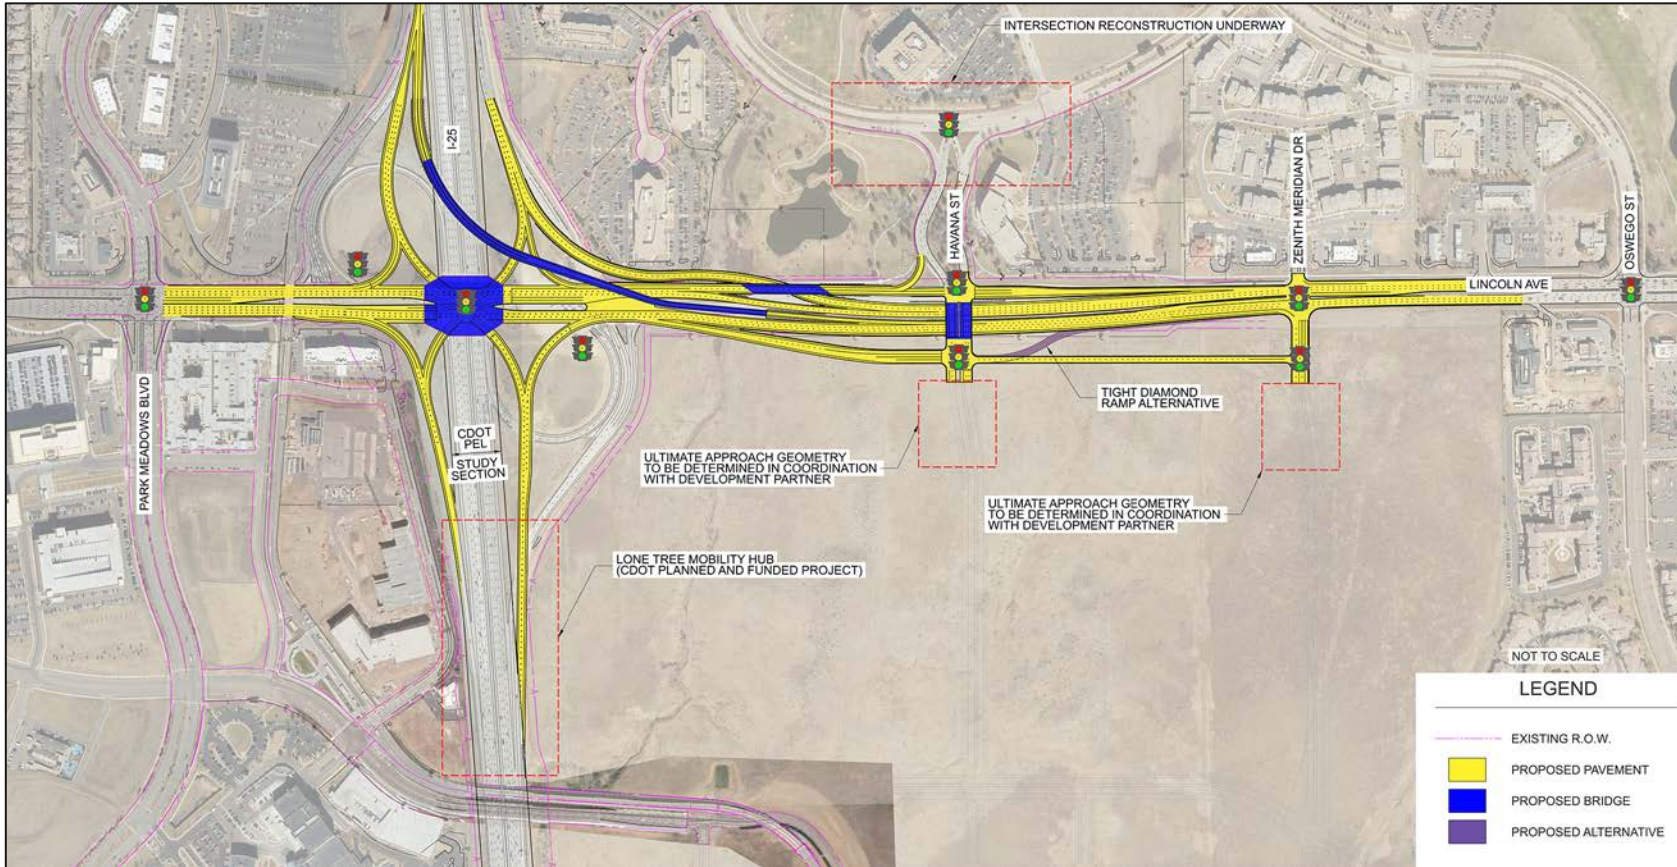 INTERSECTION RECONSTRUCTION UNDERWAY
I-25
HAVANA ST
ZENITH MERIDIAN DR
OSWEGO ST
LINCOLN AVE
PARK MEADOWS BLVD
TIGHT DIAMOND
RAMP ALTERNATIVE
CDOT
PEL
STUDY
SECTION
ULTIMATE APPROACH GEOMETRY
TO BE DETERMINED IN COORDINATION
WITH DEVELOPMENT PARTNER
ULTIMATE APPROACH GEOMETRY
TO BE DETERMINED IN COORDINATION
WITH DEVELOPMENT PARTNER
LONE TREE MOBILITY HUB
(CDOT PLANNED AND FUNDED PROJECT)
NOT TO SCALE
LEGEND
EXISTING R.O.W.
PROPOSED PAVEMENT
PROPOSED BRIDGE
PROPOSED ALTERNATIVE